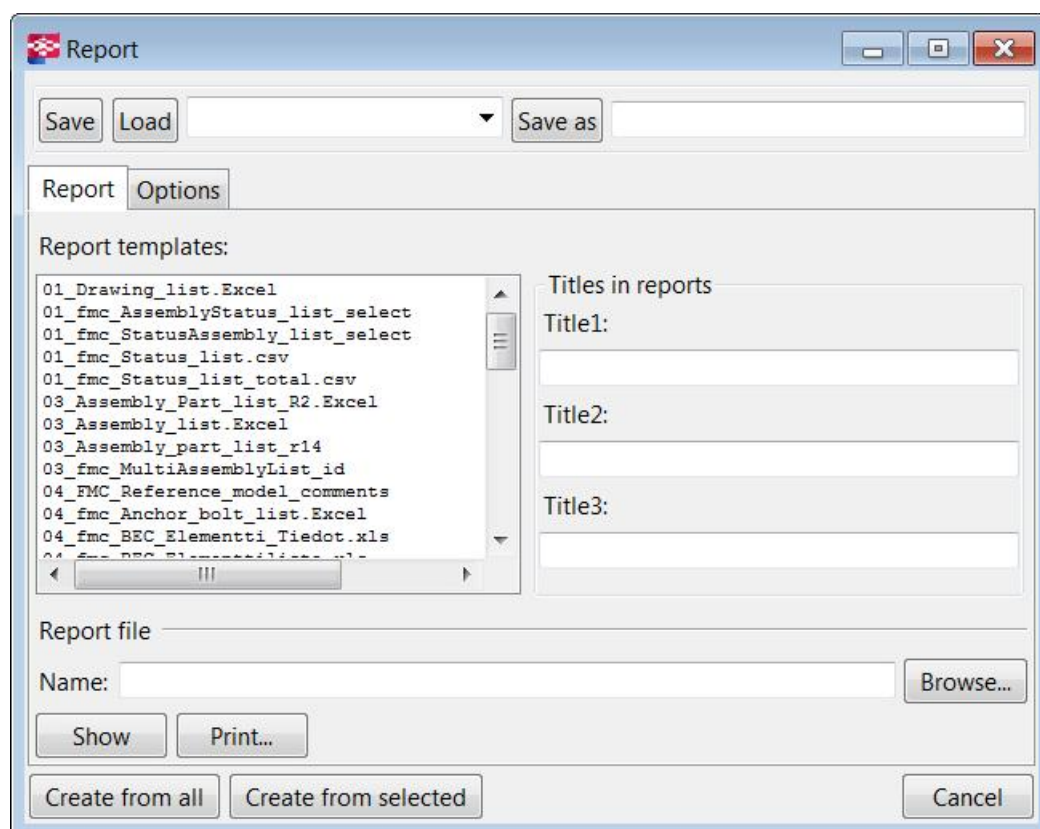 Report
Save Load Save as
Report Options
Report templates:
01_Drawing_list.Excel
01_fmc_AssemblyStatus_list_select
01_fmc_StatusAssembly_list_select
01_fmc_Status_list.csv
01_fmc_Status_list_total.csv
03_Assembly_Part_list_R2.Excel
03_Assembly_list.Excel
03_Assembly_part_list_r14
03_fmc_MultiAssemblyList_id
04_FMC_Reference_model_comments
04_fmc_Anchor_bolt_list.Excel
04_fmc_BEC_Elementti_Tiedot.xls
Titles in reports
Title1:
Title2:
Title3:
Report file
Name: Browse...
Show Print...
Create from all Create from selected Cancel